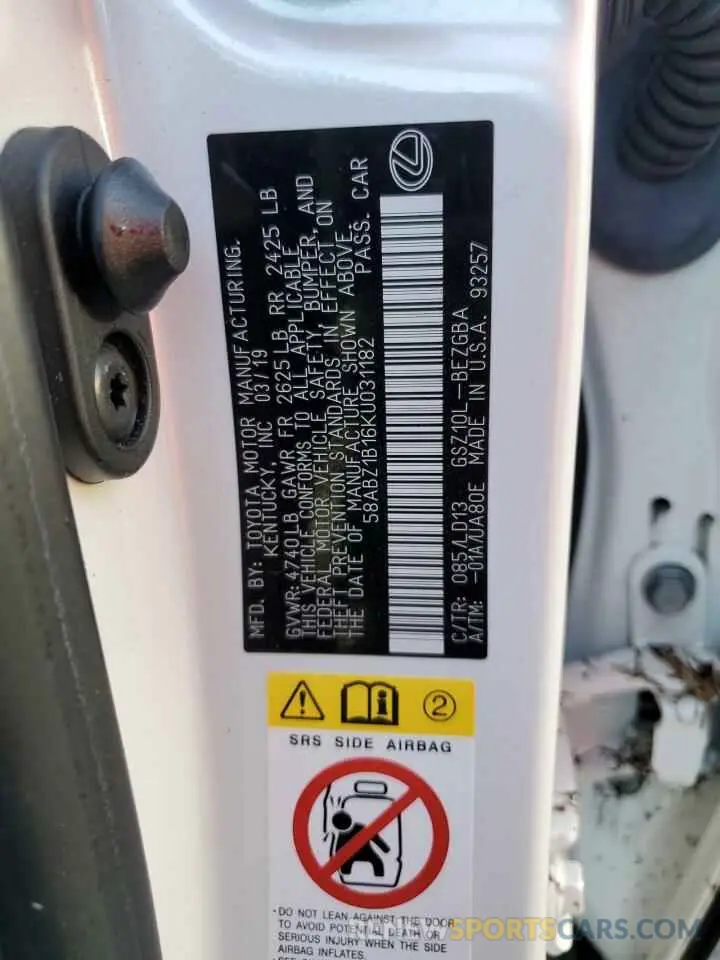 MFD. BY: TOYOTA MOTOR MANUFACTURING.
KENTUCKY, INC 03/19
GVWR:4740LB GAWR FR 2625LB RR 2425 LB
THIS VEHICLE CONFORMS TO ALL APPLICABLE
FEDERAL MOTOR VEHICLE SAFETY, BUMPER, AND
THEFT PREVENTION STANDARDS IN EFFECT ON
THE DATE OF MANUFACTURE SHOWN ABOVE.
58ABZ1B16KU031182 PASS. CAR
C/TR: 085/LD13 GSZ10L-BEZGBA
A/TM: -01A/UA80E MADE IN U.S.A. 93257
2
SRS SIDE AIRBAG
•DO NOT LEAN AGAINST THE DOOR
TO AVOID POTENTIAL DEATH OR
SERIOUS INJURY WHEN THE SIDE
AIRBAG INFLATES.
SPORTSCARS.COM